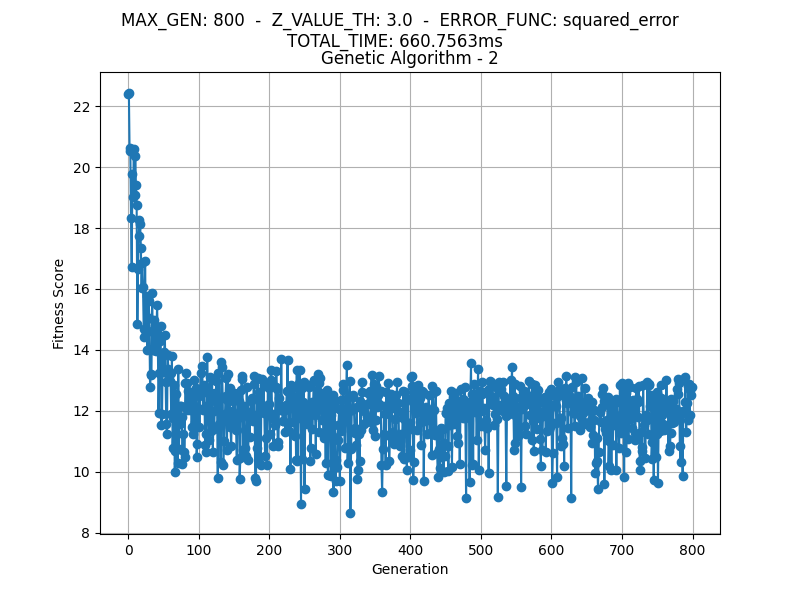 MAX_GEN: 800  -  Z_VALUE_TH: 3.0  -  ERROR_FUNC: squared_error
TOTAL_TIME: 660.7563ms
Genetic Algorithm - 2
22
20
18
16
14
12
10
8
Fitness Score
0 100 200 300 400 500 600 700 800
Generation